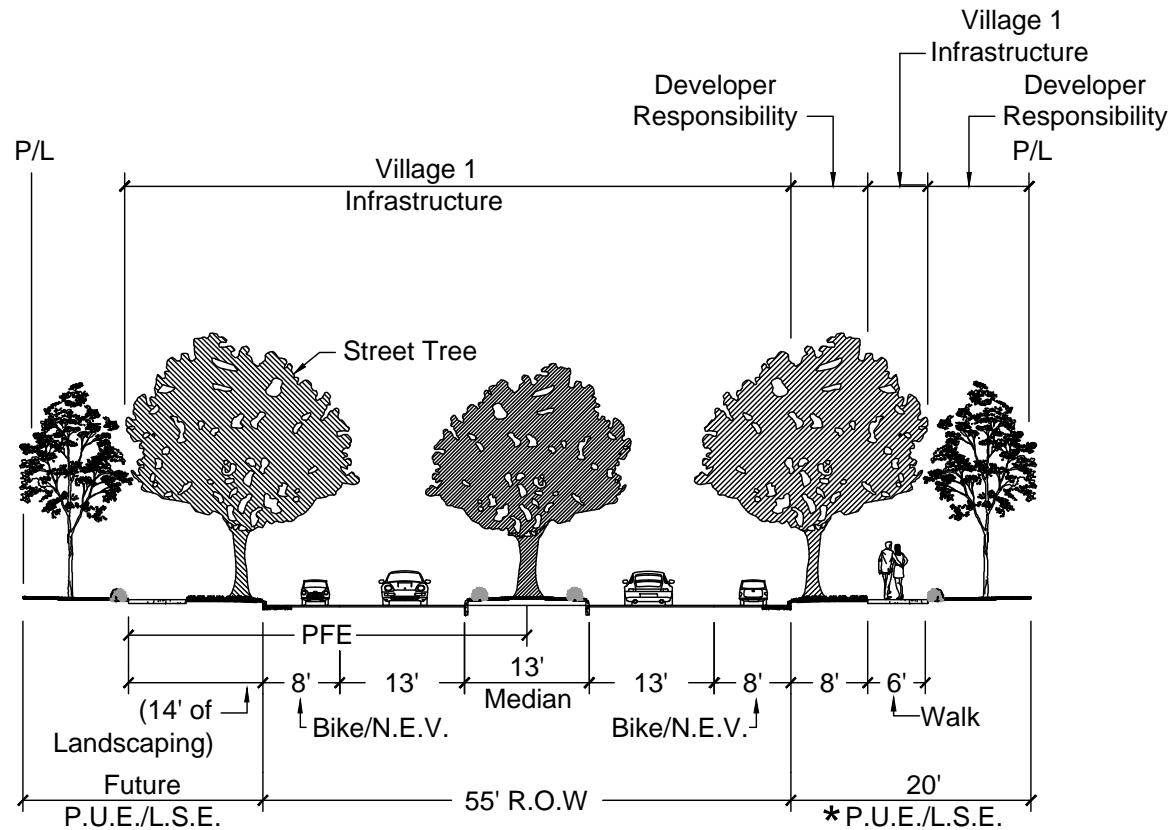 Village 1
Infrastructure
Developer
Responsibility
Developer
Responsibility
P/L
P/L
Village 1
Infrastructure
Street Tree
PFE
8'
13'
13'
Median
13'
8'
8'
6'
(14' of
Landscaping)
Bike/N.E.V.
Bike/N.E.V.
Walk
Future
P.U.E./L.S.E.
55' R.O.W
20'
* P.U.E./L.S.E.